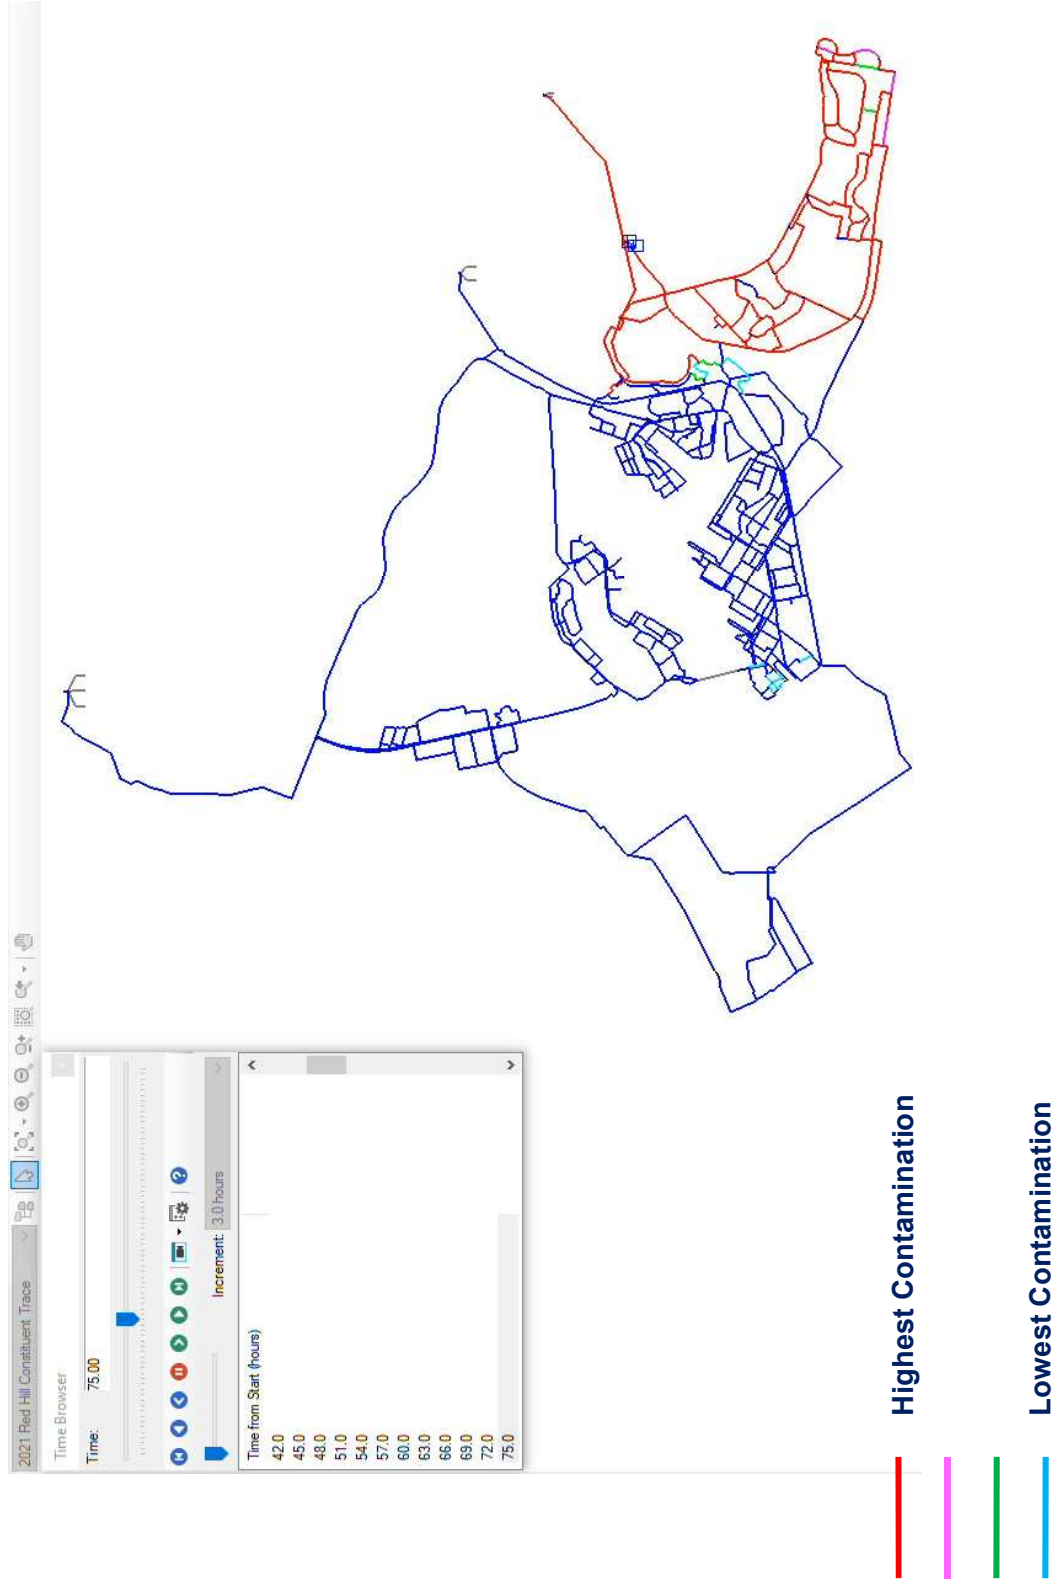 2021 Red Hill Constituent Trace
Time Browser
Time:
75.00
Increment:
3.0 hours
Time from Start (hours)
42.0
45.0
48.0
51.0
54.0
57.0
60.0
63.0
66.0
69.0
72.0
75.0
Highest Contamination
Lowest Contamination